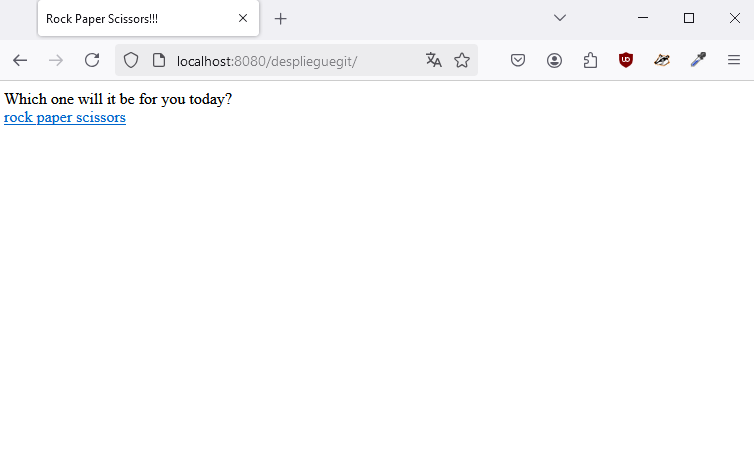 Rock Paper Scissors!!!
localhost:8080/desplieguegit/
Which one will it be for you today?
rock paper scissors